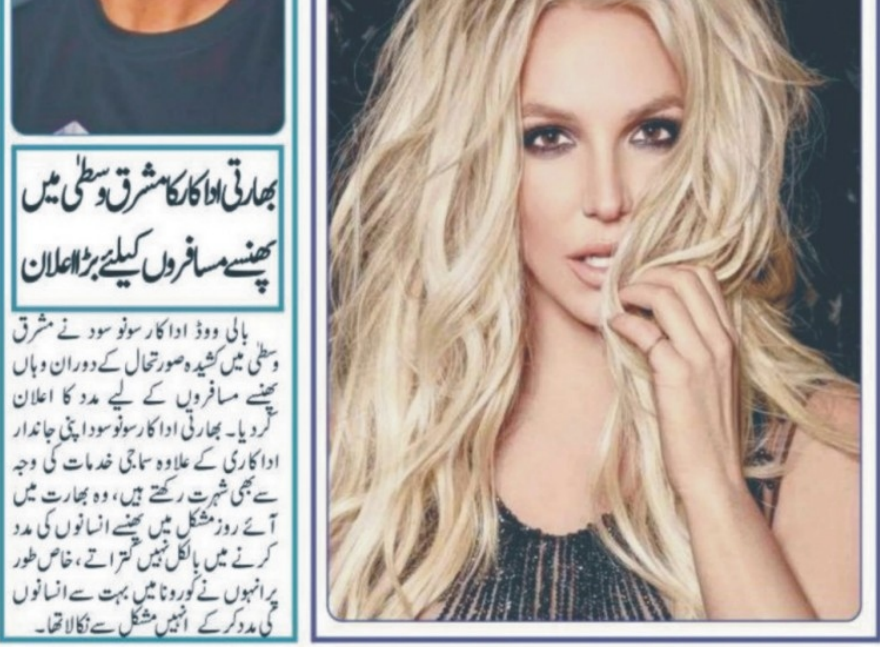 بھارتی اداکار کا مشرق وسطیٰ میں
پھنسے مسافروں کیلئے بڑا اعلان
بالی ووڈ اداکار سونو سود نے مشرق
وسطیٰ میں کشیدہ صورتحال کے دوران وہاں
پھنسے مسافروں کے لیے مدد کا اعلان
کردیا۔ بھارتی اداکار سونو سود اپنی جاندار
اداکاری کے علاوہ سماجی خدمات کی وجہ
سے بھی شہرت رکھتے ہیں، وہ بھارت میں
آئے روز مشکل میں پھنسے انسانوں کی مدد
کرنے میں بالکل نہیں کتراتے، خاص طور
پر انہوں نے کورونا میں بہت سے انسانوں
کی مدد کرکے انہیں مشکل سے نکالا تھا۔